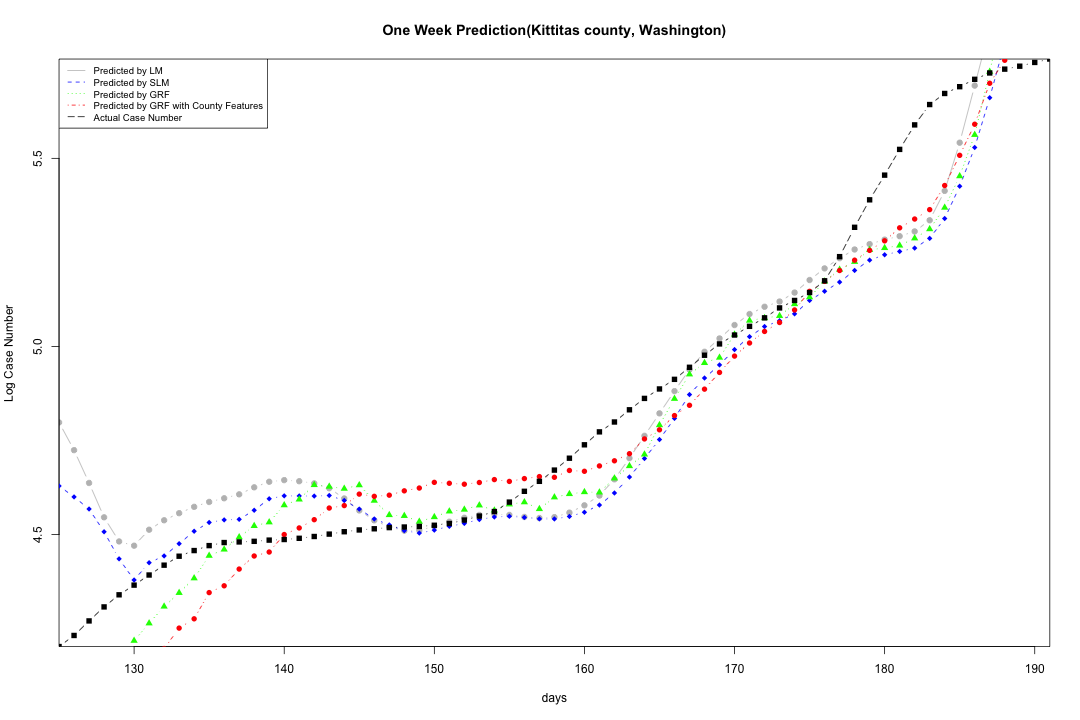 One Week Prediction(Kittitas county, Washington)
Predicted by LM
Predicted by SLM
Predicted by GRF
Predicted by GRF with County Features
Actual Case Number
5.5
5.0
4.5
Log Case Number
130 140 150 160 170 180 190
days